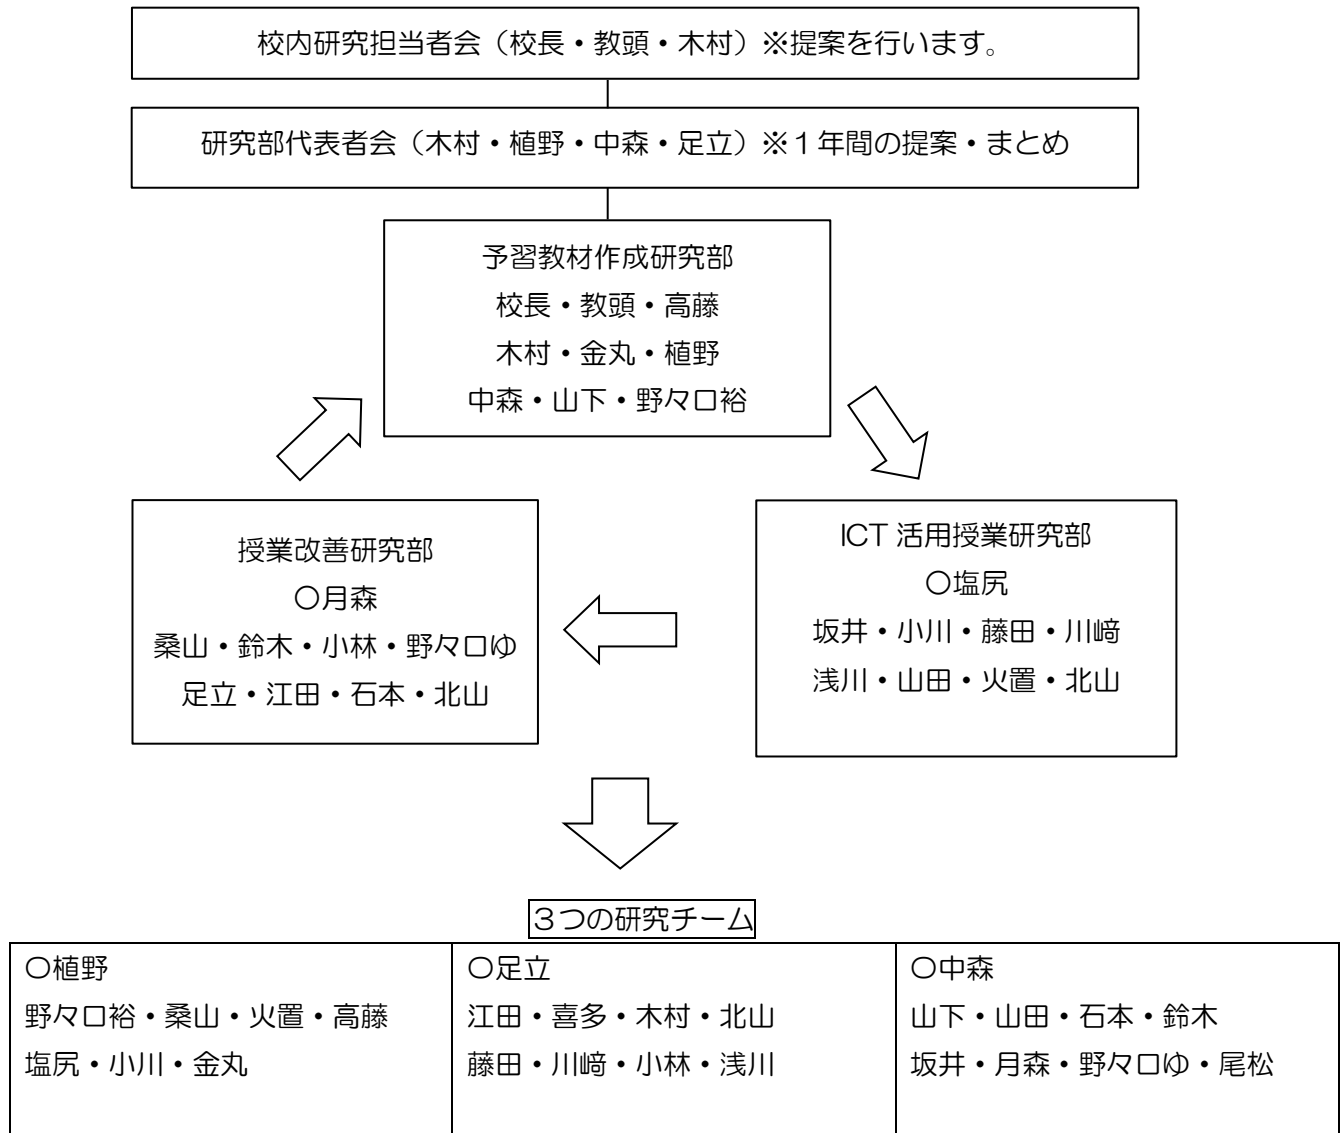 校内研究担当者会（校長・教頭・木村）※提案を行います。
研究部代表者会（木村・植野・中森・足立）※１年間の提案・まとめ
予習教材作成研究部
校長・教頭・高藤
木村・金丸・植野
中森・山下・野々口裕
授業改善研究部
〇月森
桑山・鈴木・小林・野々口ゆ
足立・江田・石本・北山
ICT 活用授業研究部
〇塩尻
坂井・小川・藤田・川﨑
浅川・山田・火置・北山
３つの研究チーム
〇植野
野々口裕・桑山・火置・高藤
塩尻・小川・金丸
〇足立
江田・喜多・木村・北山
藤田・川﨑・小林・浅川
〇中森
山下・山田・石本・鈴木
坂井・月森・野々口ゆ・尾松